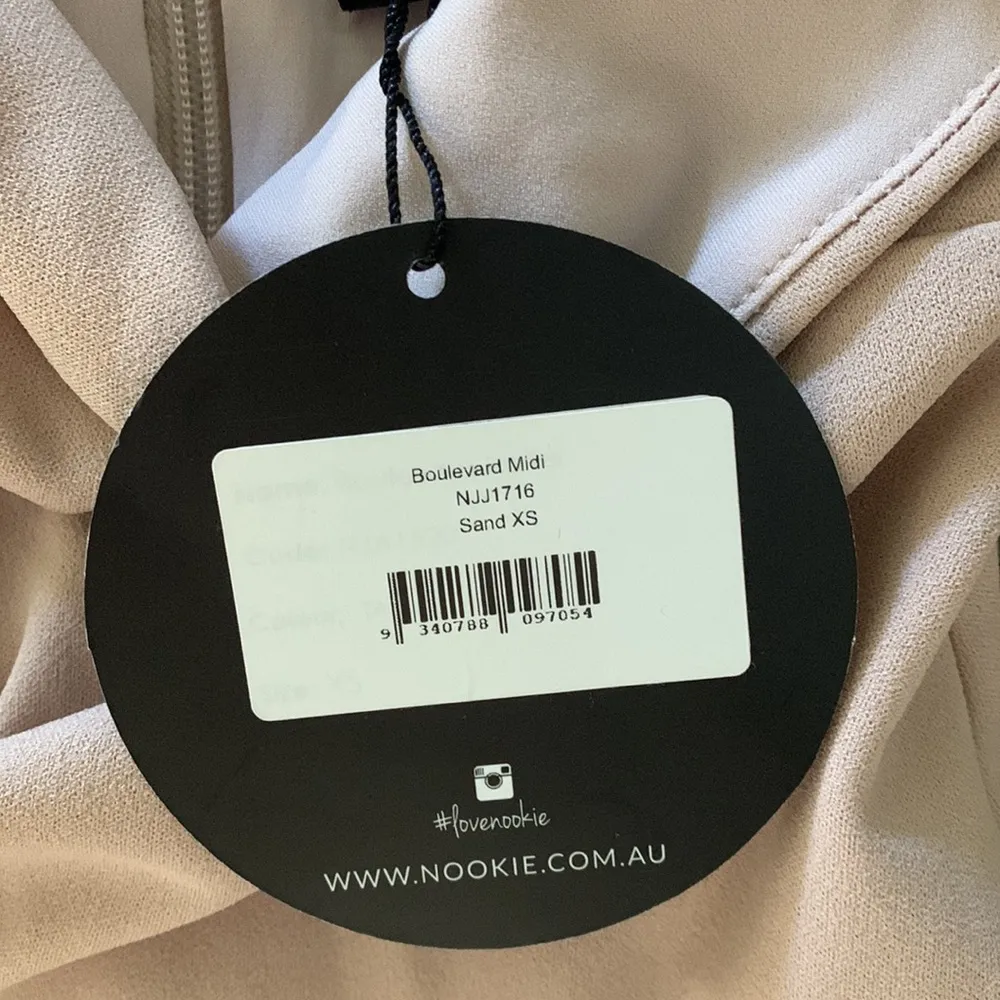 Boulevard Midi
NJJ1716
Sand XS
9 340788 097054
#lovenookie
WWW.NOOKIE.COM.AU